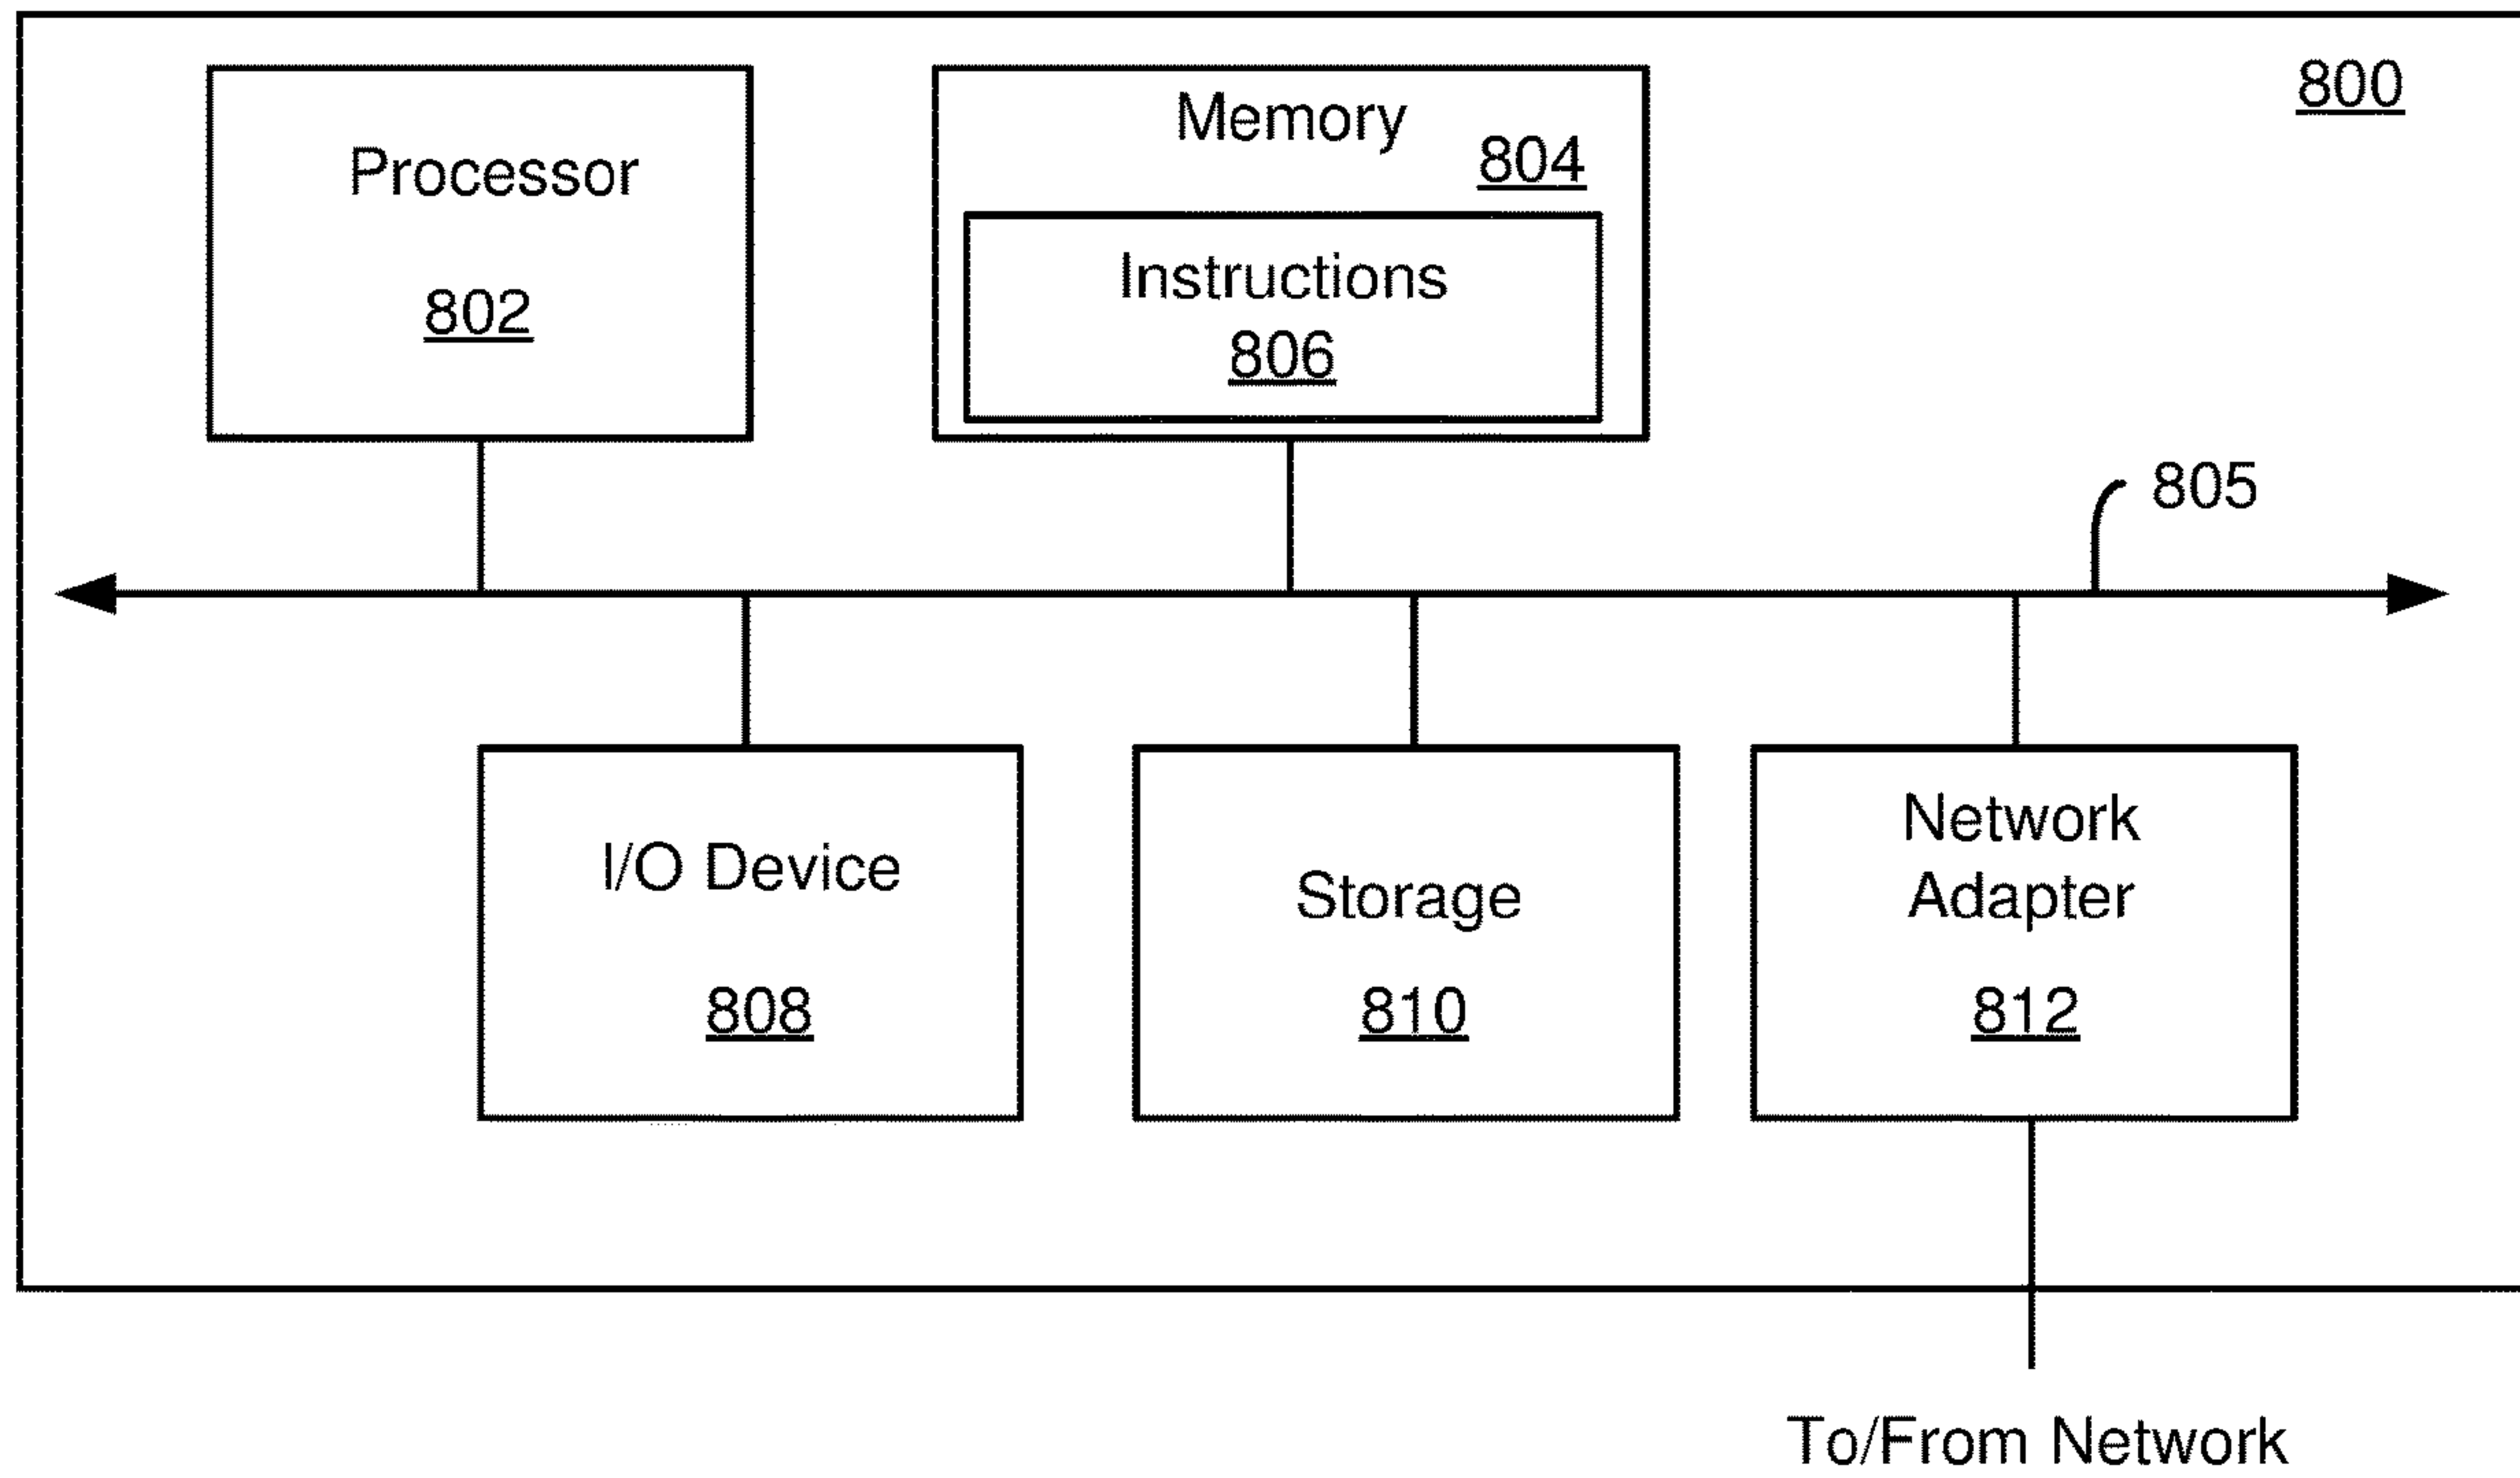 800
Processor
802
Memory
804
Instructions
806
805
I/O Device
808
Storage
810
Network
Adapter
812
To/From Network